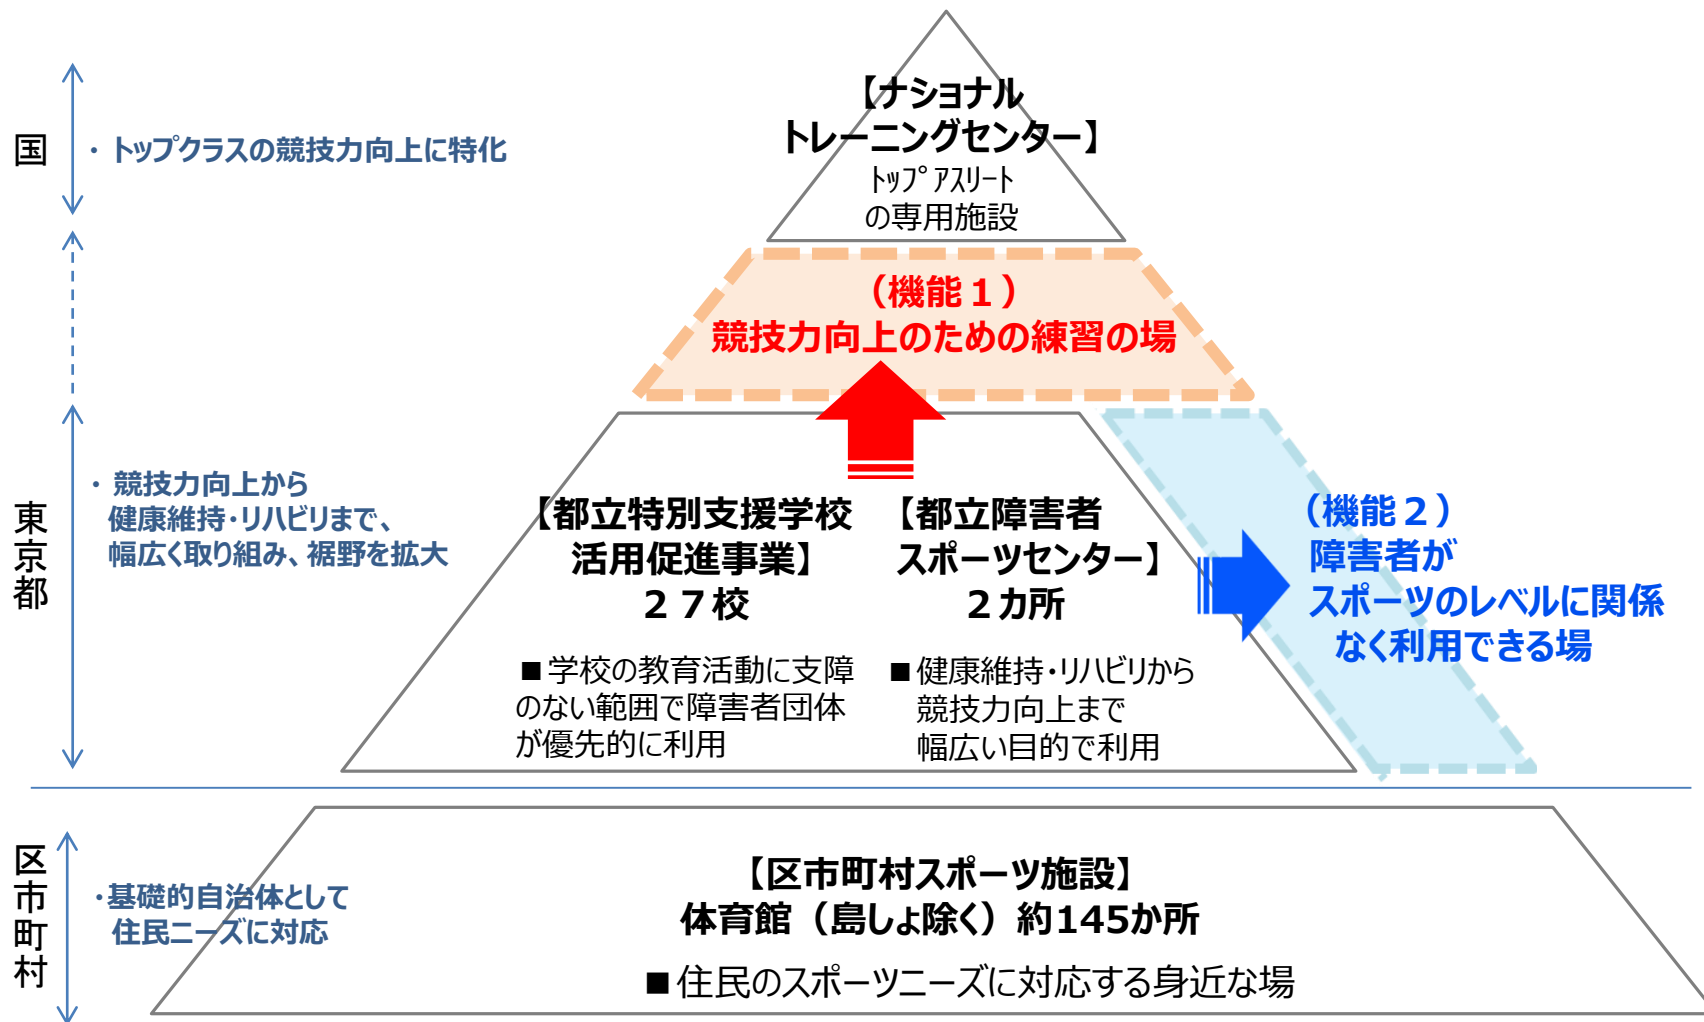 国
・ トップクラスの競技力向上に特化
【ナショナル
トレーニングセンター】
トップアスリート
の専用施設
（機能１）
競技力向上のための練習の場
東京都
・ 競技力向上から
健康維持・リハビリまで、
幅広く取り組み、裾野を拡大
【都立特別支援学校
活用促進事業】
２７校
■ 学校の教育活動に支障
のない範囲で障害者団体
が優先的に利用
【都立障害者
スポーツセンター】
２カ所
■ 健康維持・リハビリから
競技力向上まで
幅広い目的で利用
（機能２）
障害者が
スポーツのレベルに関係
なく利用できる場
区市町村
・基礎的自治体として
住民ニーズに対応
【区市町村スポーツ施設】
体育館（島しょ除く）約145か所
■ 住民のスポーツニーズに対応する身近な場